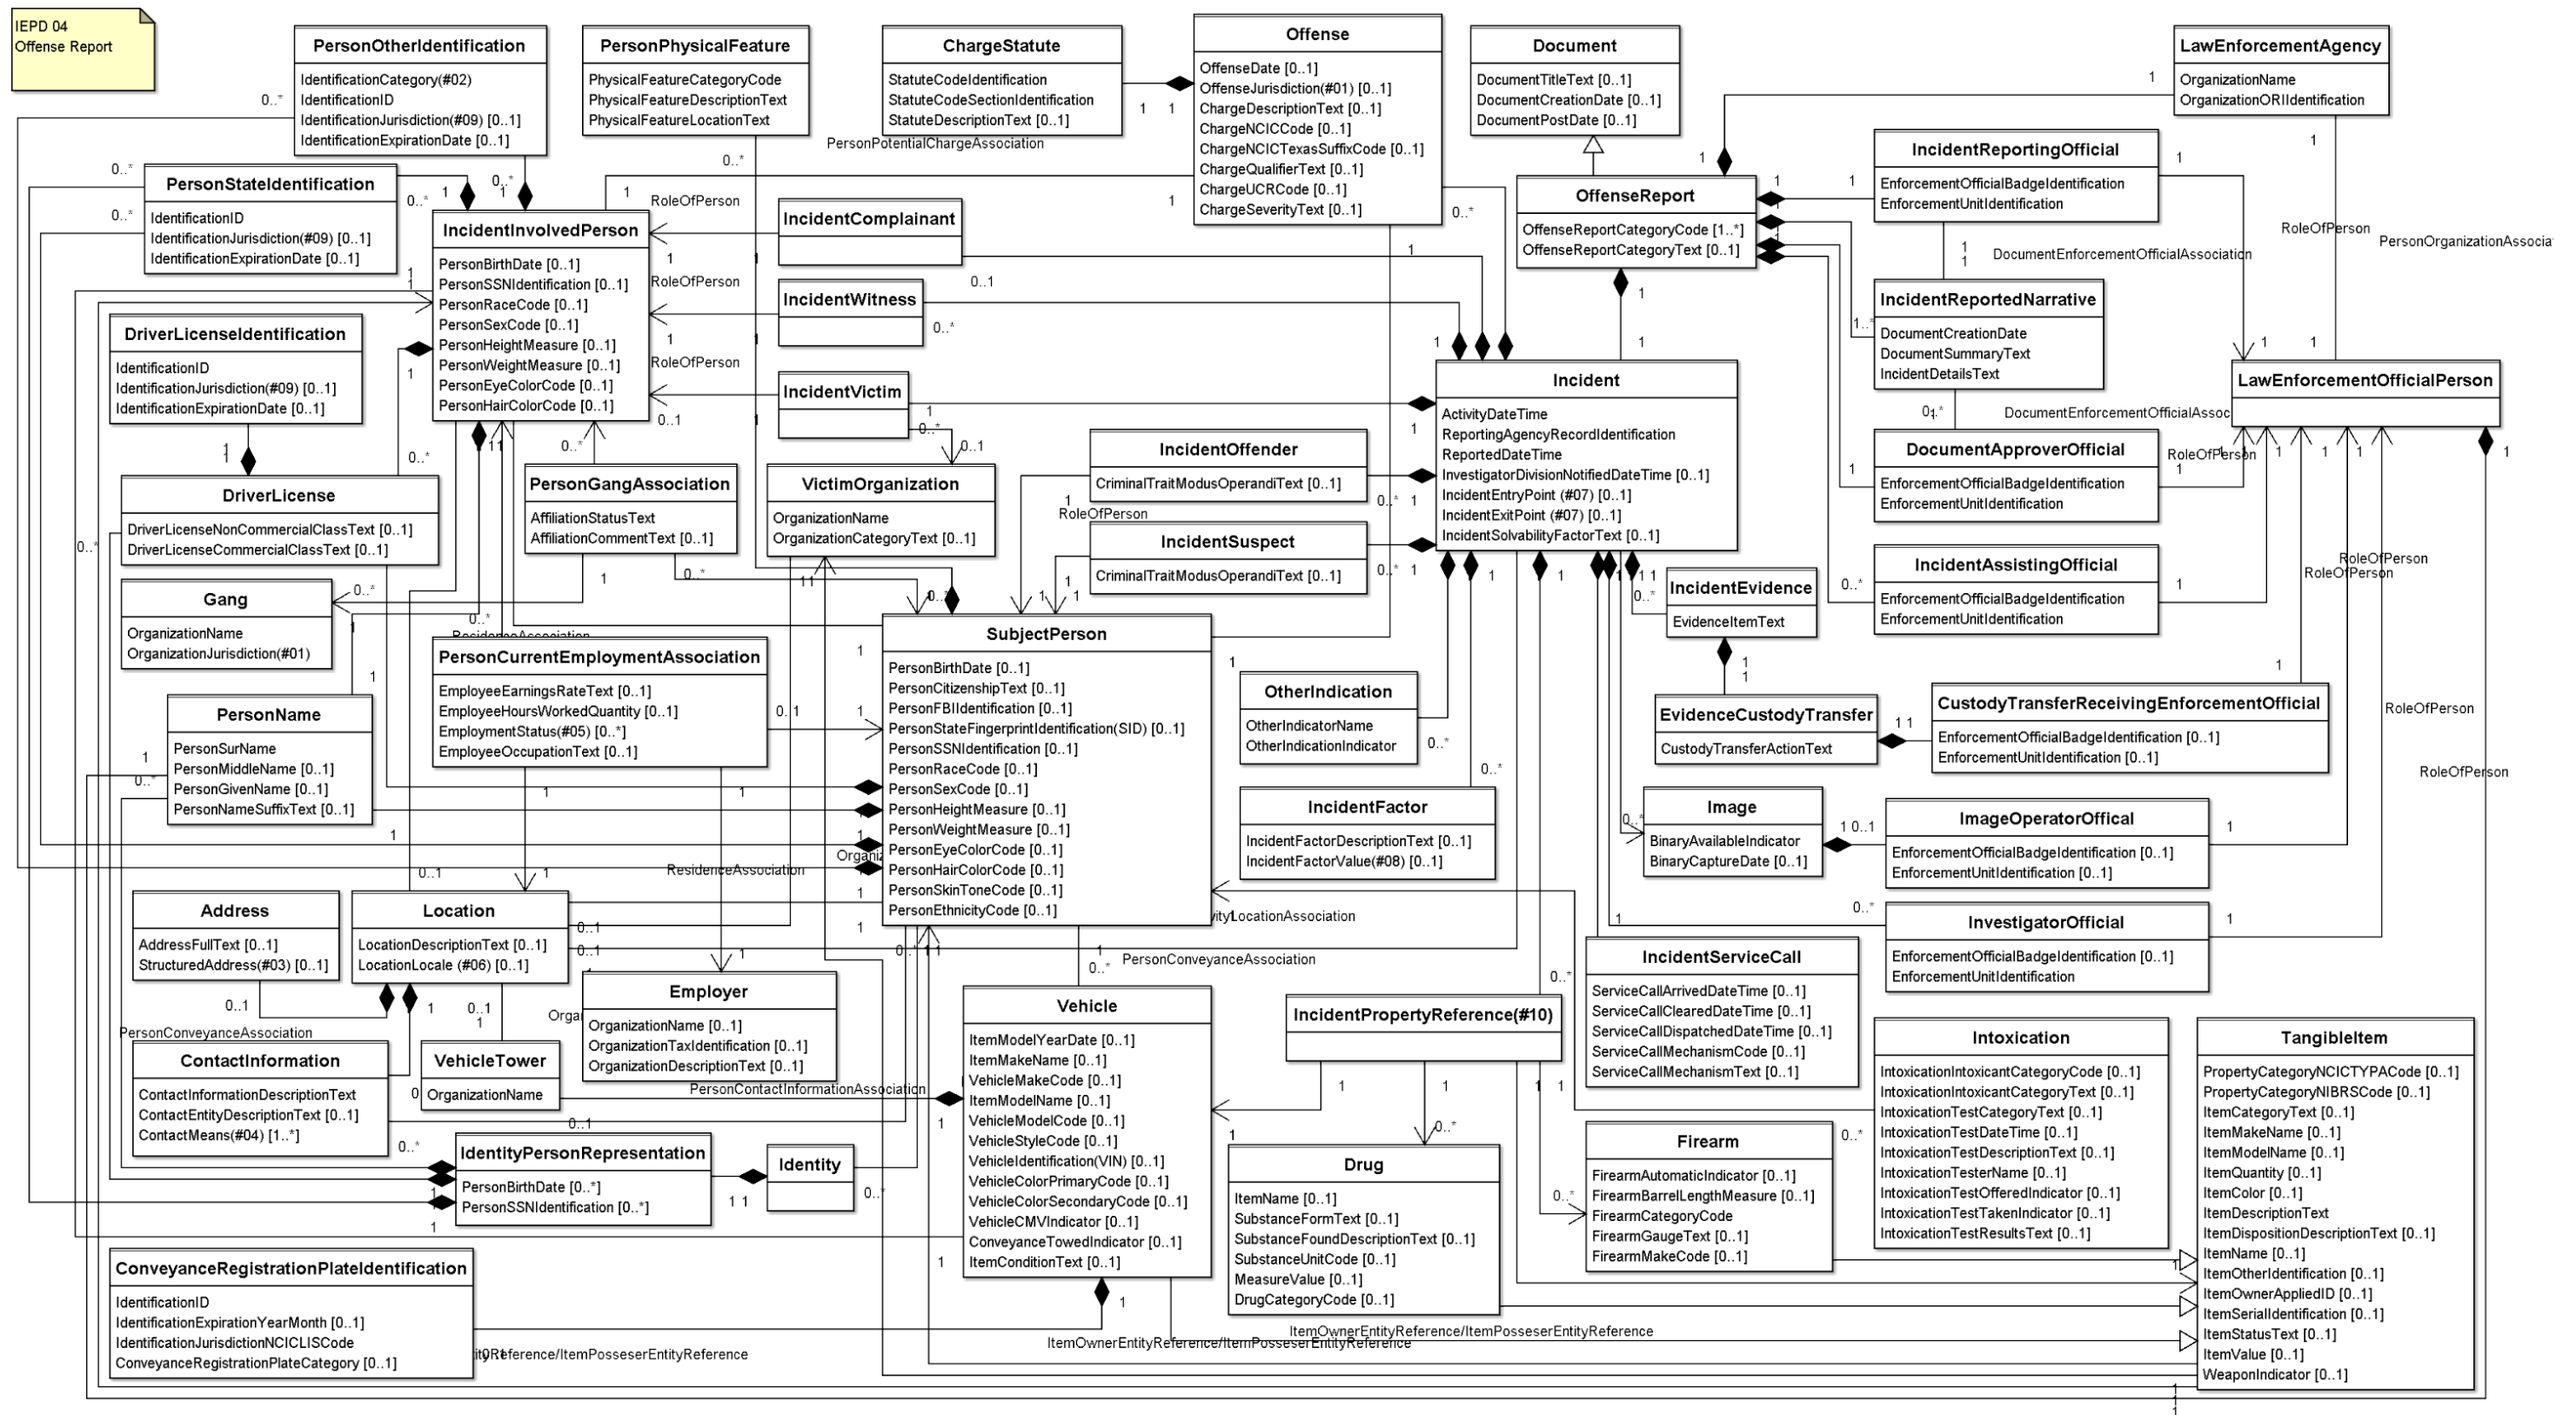 IEPD 04
Offense Report
PersonOtherIdentification
IdentificationCategory(#02)
IdentificationID
IdentificationJurisdiction(#09) [0..1]
IdentificationExpirationDate [0..1]
PersonPhysicalFeature
PhysicalFeatureCategoryCode
PhysicalFeatureDescriptionText
PhysicalFeatureLocationText
ChargeStatute
StatuteCodeIdentification
StatuteCodeSectionIdentification
StatuteDescriptionText [0..1]
Offense
OffenseDate [0..1]
OffenseJurisdiction(#01) [0..1]
ChargeDescriptionText [0..1]
ChargeNCICCode [0..1]
ChargeNCICTexasSuffixCode [0..1]
ChargeQualifierText [0..1]
ChargeUCRCode [0..1]
ChargeSeverityText [0..1]
Document
DocumentTitleText [0..1]
DocumentCreationDate [0..1]
DocumentPostDate [0..1]
LawEnforcementAgency
OrganizationName
OrganizationORIIdentification
PersonPotentialChargeAssociation
PersonStateIdentification
IdentificationID
IdentificationJurisdiction(#09) [0..1]
IdentificationExpirationDate [0..1]
IncidentInvolvedPerson
PersonBirthDate [0..1]
PersonSSNIdentification [0..1]
PersonRaceCode [0..1]
PersonSexCode [0..1]
PersonHeightMeasure [0..1]
PersonWeightMeasure [0..1]
PersonEyeColorCode [0..1]
PersonHairColorCode [0..1]
RoleOfPerson
RoleOfPerson
RoleOfPerson
IncidentComplainant
IncidentWitness
IncidentVictim
OffenseReport
OffenseReportCategoryCode [1..*]
OffenseReportCategoryText [0..1]
IncidentReportingOfficial
EnforcementOfficialBadgeIdentification
EnforcementUnitIdentification
RoleOfPerson
PersonOrganizationAssocia
DocumentEnforcementOfficialAssociation
IncidentReportedNarrative
DocumentCreationDate
DocumentSummaryText
IncidentDetailsText
LawEnforcementOfficialPerson
DocumentEnforcementOfficialAssoc
DriverLicenseIdentification
IdentificationID
IdentificationJurisdiction(#09) [0..1]
IdentificationExpirationDate [0..1]
Incident
ActivityDateTime
ReportingAgencyRecordIdentification
ReportedDateTime
InvestigatorDivisionNotifiedDateTime [0..1]
IncidentEntryPoint (#07) [0..1]
IncidentExitPoint (#07) [0..1]
IncidentSolvabilityFactorText [0..1]
DocumentApproverOfficial
EnforcementOfficialBadgeIdentification
EnforcementUnitIdentification
RoleOfPerson
DriverLicense
DriverLicenseNonCommercialClassText [0..1]
DriverLicenseCommercialClassText [0..1]
PersonGangAssociation
AffiliationStatusText
AffiliationCommentText [0..1]
VictimOrganization
OrganizationName
OrganizationCategoryText [0..1]
IncidentOffender
CriminalTraitModusOperandiText [0..1]
RoleOfPerson
IncidentSuspect
CriminalTraitModusOperandiText [0..1]
IncidentEvidence
EvidenceItemText
IncidentAssistingOfficial
EnforcementOfficialBadgeIdentification
EnforcementUnitIdentification
RoleOfPerson
RoleOfPerson
Gang
OrganizationName
OrganizationJurisdiction(#01)
ResidenceAssociation
PersonCurrentEmploymentAssociation
EmployeeEarningsRateText [0..1]
EmployeeHoursWorkedQuantity [0..1]
EmploymentStatus(#05) [0..*]
EmployeeOccupationText [0..1]
SubjectPerson
PersonBirthDate [0..1]
PersonCitizenshipText [0..1]
PersonFBIIdentification [0..1]
PersonStateFingerprintIdentification(SID) [0..1]
PersonSSNIdentification [0..1]
PersonRaceCode [0..1]
PersonSexCode [0..1]
PersonHeightMeasure [0..1]
PersonWeightMeasure [0..1]
PersonEyeColorCode [0..1]
PersonHairColorCode [0..1]
PersonSkinToneCode [0..1]
PersonEthnicityCode [0..1]
OtherIndication
OtherIndicatorName
OtherIndicationIndicator
EvidenceCustodyTransfer
CustodyTransferActionText
CustodyTransferReceivingEnforcementOfficial
EnforcementOfficialBadgeIdentification [0..1]
EnforcementUnitIdentification [0..1]
RoleOfPerson
RoleOfPerson
PersonName
PersonSurName
PersonMiddleName [0..1]
PersonGivenName [0..1]
PersonNameSuffixText [0..1]
IncidentFactor
IncidentFactorDescriptionText [0..1]
IncidentFactorValue(#08) [0..1]
Image
BinaryAvailableIndicator
BinaryCaptureDate [0..1]
ImageOperatorOffical
EnforcementOfficialBadgeIdentification [0..1]
EnforcementUnitIdentification [0..1]
ResidenceAssociation
Organi
Address
AddressFullText [0..1]
StructuredAddress(#03) [0..1]
Location
LocationDescriptionText [0..1]
LocationLocale (#06) [0..1]
vityLocationAssociation
PersonConveyanceAssociation
InvestigatorOfficial
EnforcementOfficialBadgeIdentification [0..1]
EnforcementUnitIdentification
IncidentServiceCall
ServiceCallArrivedDateTime [0..1]
ServiceCallClearedDateTime [0..1]
ServiceCallDispatchedDateTime [0..1]
ServiceCallMechanismCode [0..1]
ServiceCallMechanismText [0..1]
Employer
OrganizationName [0..1]
OrganizationTaxIdentification [0..1]
OrganizationDescriptionText [0..1]
Orga
PersonConveyanceAssociation
ContactInformation
ContactInformationDescriptionText
ContactEntityDescriptionText [0..1]
ContactMeans(#04) [1..*]
VehicleTower
OrganizationName
PersonContactInformationAssociation
Vehicle
ItemModelYearDate [0..1]
ItemMakeName [0..1]
VehicleMakeCode [0..1]
ItemModelName [0..1]
VehicleModelCode [0..1]
VehicleStyleCode [0..1]
VehicleIdentification(VIN) [0..1]
VehicleColorPrimaryCode [0..1]
VehicleColorSecondaryCode [0..1]
VehicleCMVIndicator [0..1]
ConveyanceTowedIndicator [0..1]
ItemConditionText [0..1]
IncidentPropertyReference(#10)
Intoxication
IntoxicationIntoxicantCategoryCode [0..1]
IntoxicationIntoxicantCategoryText [0..1]
IntoxicationTestCategoryText [0..1]
IntoxicationTestDateTime [0..1]
IntoxicationTestDescriptionText [0..1]
IntoxicationTesterName [0..1]
IntoxicationTestOfferedIndicator [0..1]
IntoxicationTestTakenIndicator [0..1]
IntoxicationTestResultsText [0..1]
TangibleItem
PropertyCategoryNCICTYPACode [0..1]
PropertyCategoryNIBRSCode [0..1]
ItemCategoryText [0..1]
ItemMakeName [0..1]
ItemModelName [0..1]
ItemQuantity [0..1]
ItemColor [0..1]
ItemDescriptionText
ItemDispositionDescriptionText [0..1]
ItemName [0..1]
ItemOtherIdentification [0..1]
ItemOwnerAppliedID [0..1]
ItemSerialIdentification [0..1]
ItemStatusText [0..1]
ItemValue [0..1]
WeaponIndicator [0..1]
IdentityPersonRepresentation
PersonBirthDate [0..*]
PersonSSNIdentification [0..*]
Identity
Drug
ItemName [0..1]
SubstanceFormText [0..1]
SubstanceFoundDescriptionText [0..1]
SubstanceUnitCode [0..1]
MeasureValue [0..1]
DrugCategoryCode [0..1]
Firearm
FirearmAutomaticIndicator [0..1]
FirearmBarrelLengthMeasure [0..1]
FirearmCategoryCode
FirearmGaugeText [0..1]
FirearmMakeCode [0..1]
ConveyanceRegistrationPlateIdentification
IdentificationID
IdentificationExpirationYearMonth [0..1]
IdentificationJurisdictionNCICLISCode
ConveyanceRegistrationPlateCategory [0..1]
ItemOwnerEntityReference/ItemPosseserEntityReference
ItemOwnerEntityReference/ItemPosseserEntityReference